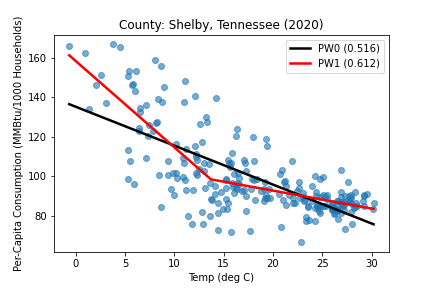 County: Shelby, Tennessee (2020)
Per-Capita Consumption (MMBtu/1000 Households)
160
140
120
100
80
PW0 (0.516)
PW1 (0.612)
0 5 10 15 20 25 30
Temp (deg C)